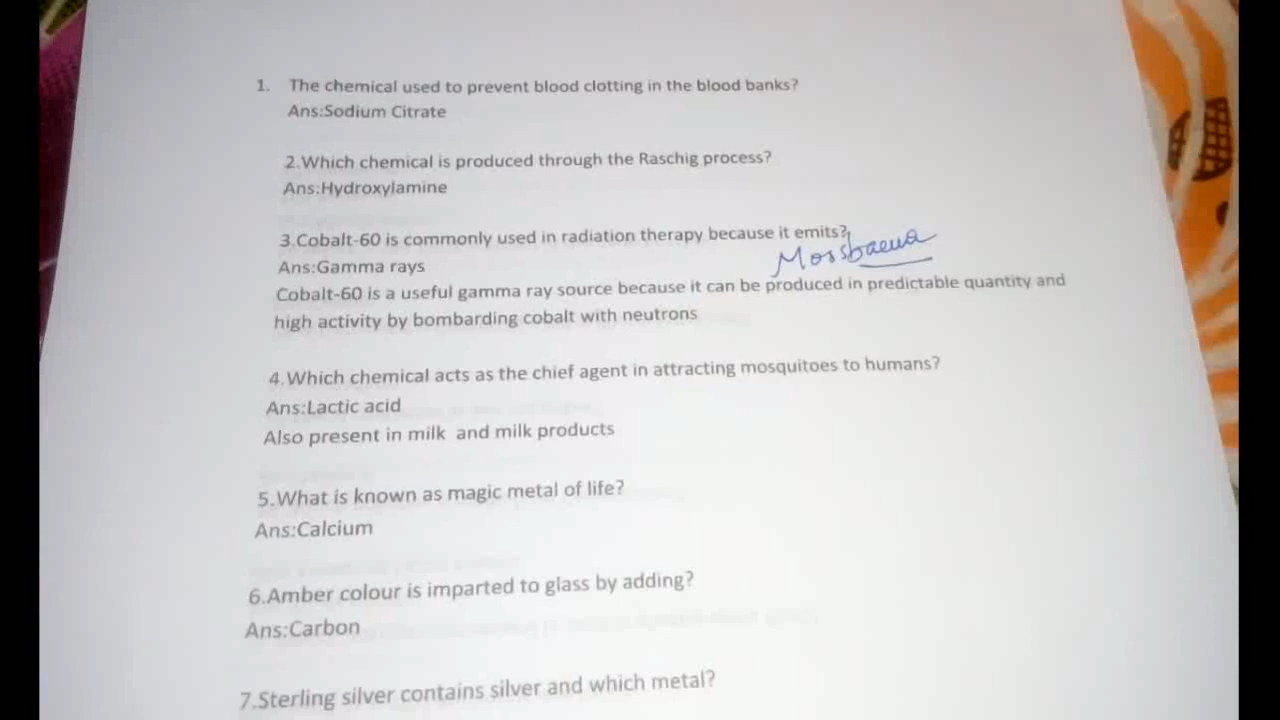 1. The chemical used to prevent blood clotting in the blood banks?
Ans:Sodium Citrate
2.Which chemical is produced through the Raschig process?
Ans:Hydroxylamine
3.Cobalt-60 is commonly used in radiation therapy because it emits?
Ans:Gamma rays
Cobalt-60 is a useful gamma ray source because it can be produced in predictable quantity and
high activity by bombarding cobalt with neutrons
4.Which chemical acts as the chief agent in attracting mosquitoes to humans?
Ans:Lactic acid
Also present in milk and milk products
5.What is known as magic metal of life?
Ans:Calcium
6.Amber colour is imparted to glass by adding?
Ans:Carbon
7.Sterling silver contains silver and which metal?